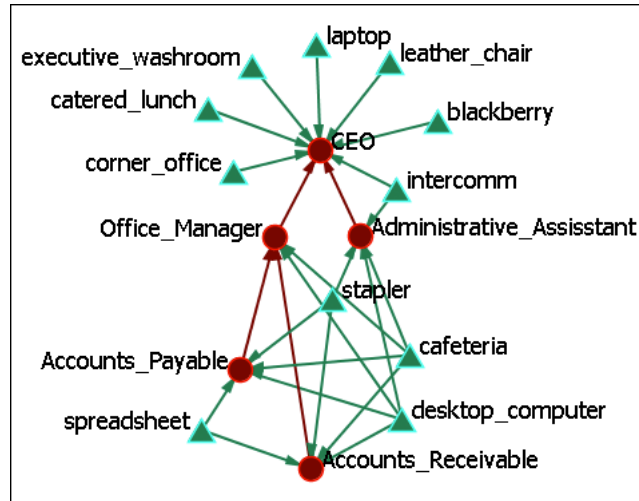 laptop
executive_washroom
leather_chair
catered_lunch
blackberry
CEO
corner_office
intercomm
Office_Manager
Administrative_Assisstant
stapler
cafeteria
Accounts_Payable
desktop_computer
spreadsheet
Accounts_Receivable